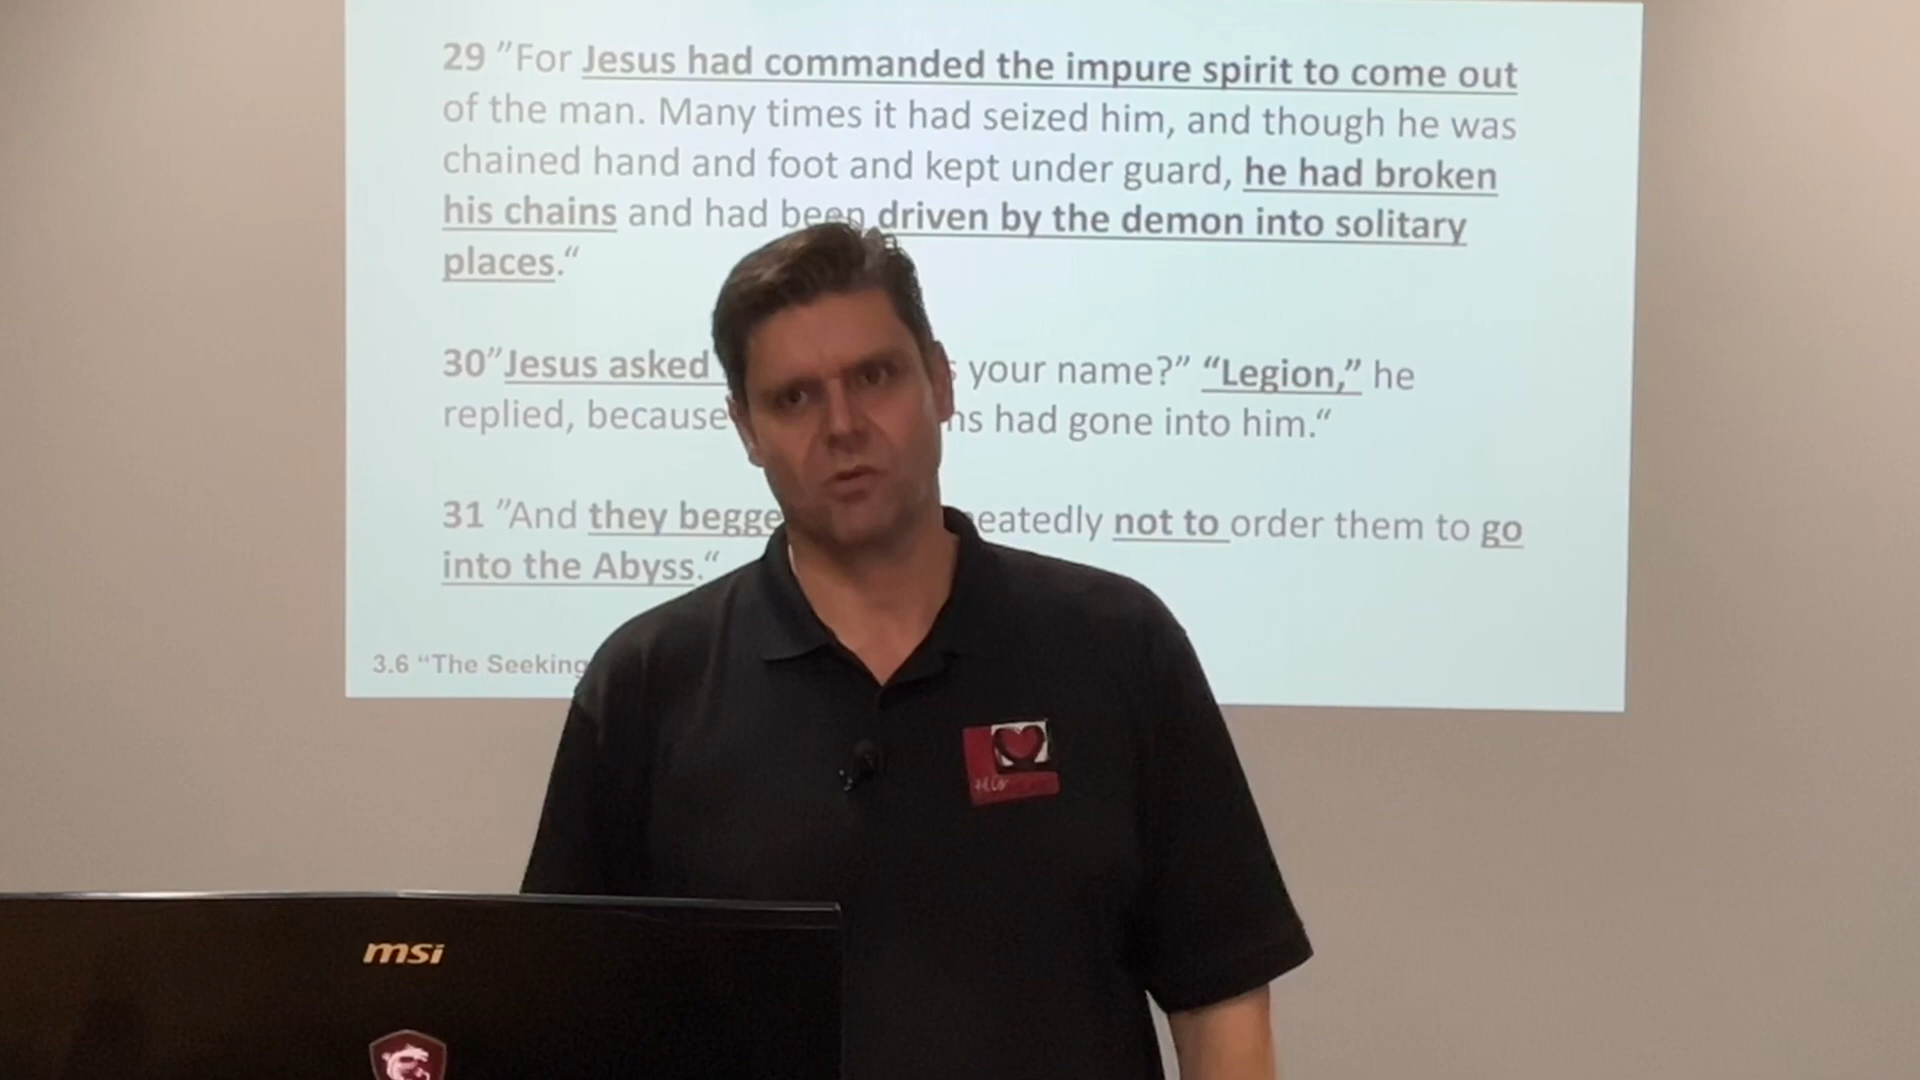 29 ”For Jesus had commanded the impure spirit to come out
of the man. Many times it had seized him, and though he was
chained hand and foot and kept under guard, he had broken
his chains and had been driven by the demon into solitary
places.“
30”Jesus asked your name?” “Legion,” he
replied, because had gone into him.“
31 ”And they begged not to order them to go
into the Abyss.“
3.6 “The Seeking
msi